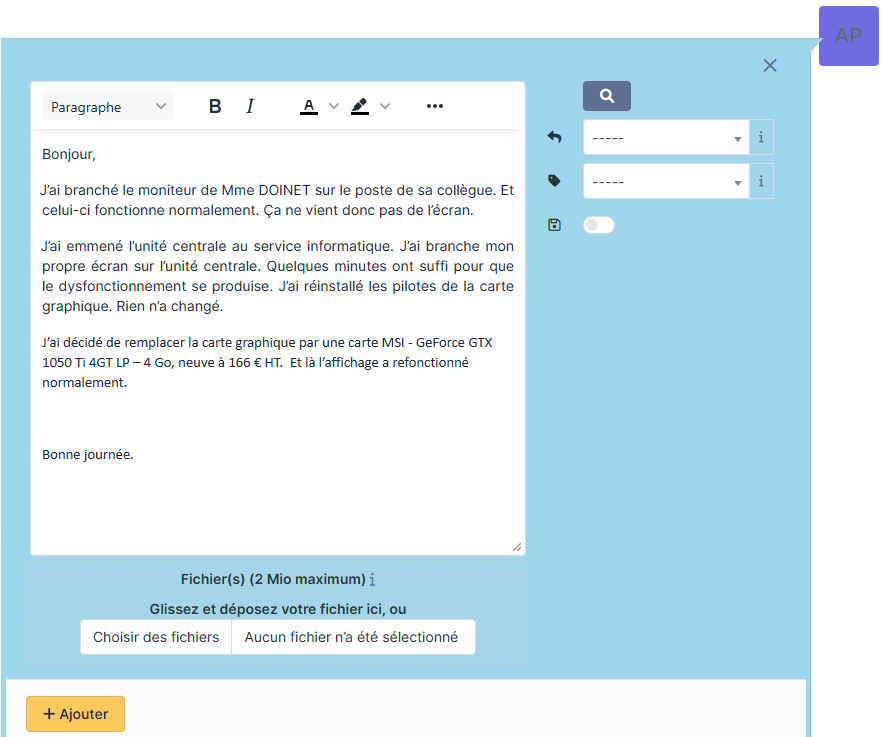 AP
Paragraphe
B I A
Bonjour,
J’ai branché le moniteur de Mme DOINET sur le poste de sa collègue. Et
celui-ci fonctionne normalement. Ça ne vient donc pas de l’écran.
J’ai emmené l’unité centrale au service informatique. J’ai branche mon
propre écran sur l’unité centrale. Quelques minutes ont suffi pour que
le dysfonctionnement se produise. J’ai réinstallé les pilotes de la carte
graphique. Rien n’a changé.
J’ai décidé de remplacer la carte graphique par une carte MSI - GeForce GTX
1050 Ti 4GT LP – 4 Go, neuve à 166 € HT.  Et là l’affichage a refonctionné
normalement.
Bonne journée.
-----
i
-----
i
Fichier(s) (2 Mio maximum) i
Glissez et déposez votre fichier ici, ou
Choisir des fichiers Aucun fichier n’a été sélectionné
+ Ajouter